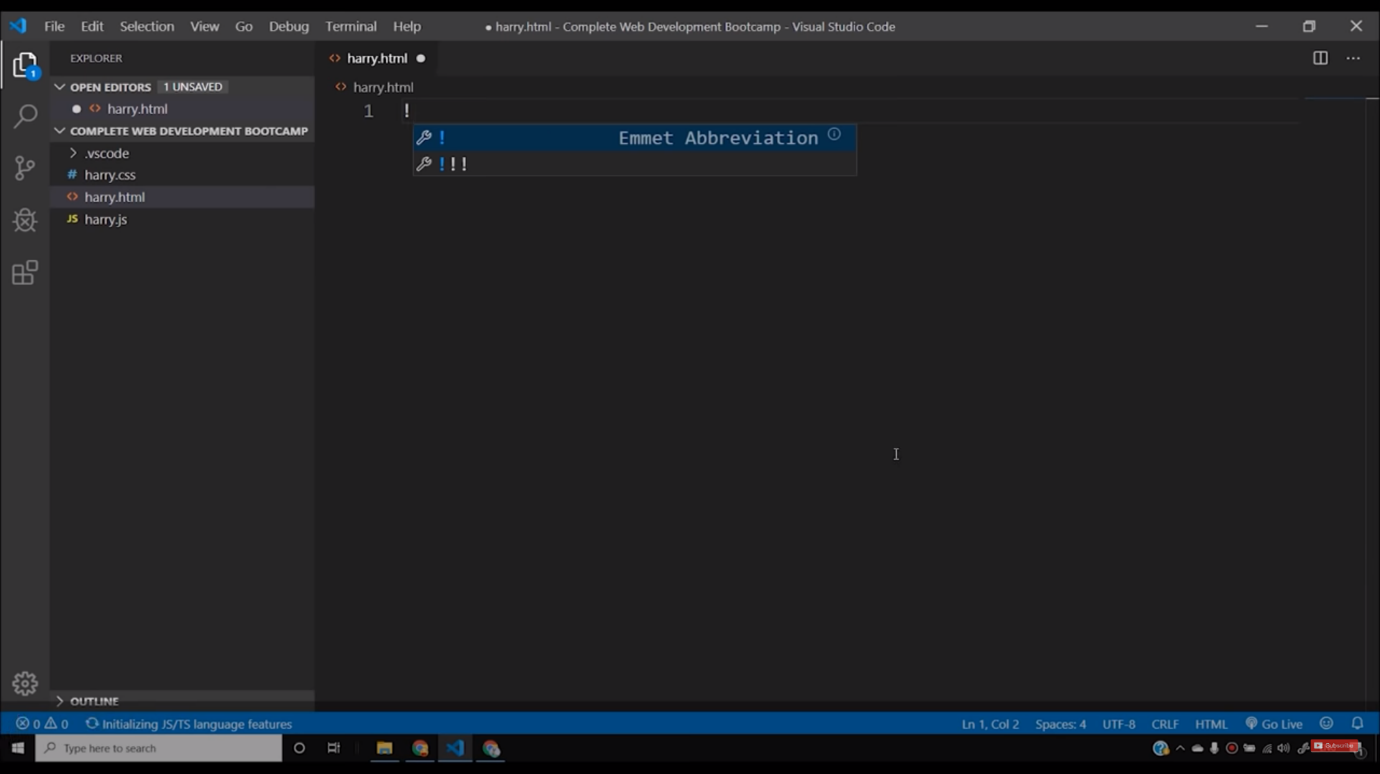 File Edit Selection View Go Debug Terminal Help ● harry.html - Complete Web Development Bootcamp - Visual Studio Code
EXPLORER
OPEN EDITORS 1 UNSAVED
● <> harry.html
COMPLETE WEB DEVELOPMENT BOOTCAMP
> .vscode
# harry.css
<> harry.html
JS harry.js
OUTLINE
1
<> harry.html ●
<> harry.html
1 !
! Emmet Abbreviation
!!!
0 0 Initializing JS/TS language features Ln 1, Col 2 Spaces: 4 UTF-8 CRLF HTML Go Live
Type here to search
Subscribe